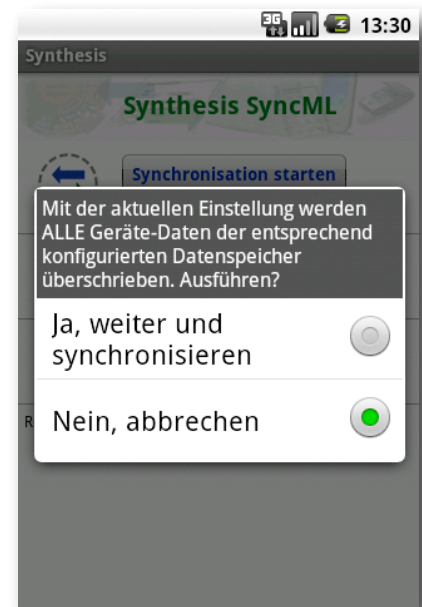 3G 13:30
Synthesis
Synthesis SyncML
Synchronisation starten
Mit der aktuellen Einstellung werden
ALLE Geräte-Daten der entsprechend
konfigurierten Datenspeicher
überschrieben. Ausführen?
Ja, weiter und
synchronisieren
R
Nein, abbrechen